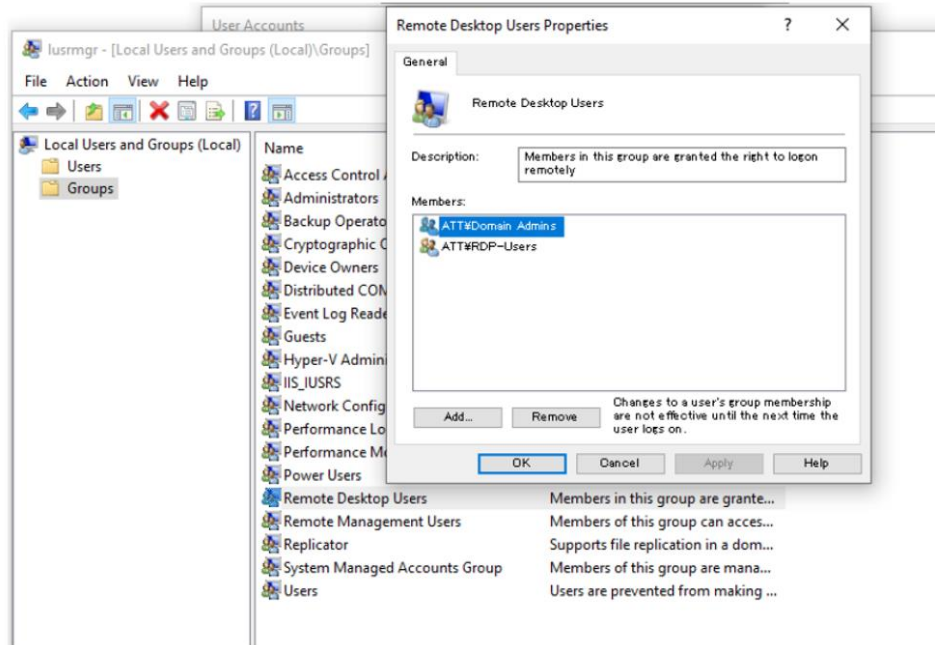 User Accounts
lusrmgr - [Local Users and Groups (Local)\Groups]
File Action View Help
Local Users and Groups (Local)
Users
Groups
Name
Access Control
Administrators
Backup Operato
Cryptographic
Device Owners
Distributed COM
Event Log Reade
Guests
Hyper-V Admini
IIS_IUSRS
Network Config
Performance Lo
Performance Mo
Power Users
Remote Desktop Users Members in this group are grante...
Remote Management Users Members of this group can acces...
Replicator Supports file replication in a dom...
System Managed Accounts Group Members of this group are mana...
Users Users are prevented from making ...
Remote Desktop Users Properties
General
Remote Desktop Users
Description:
Members in this group are granted the right to logon
remotely
Members:
ATT¥Domain Admins
ATT¥RDP-Users
Add...
Remove
Changes to a user's group membership
are not effective until the next time the
user logs on.
OK
Cancel
Apply
Help